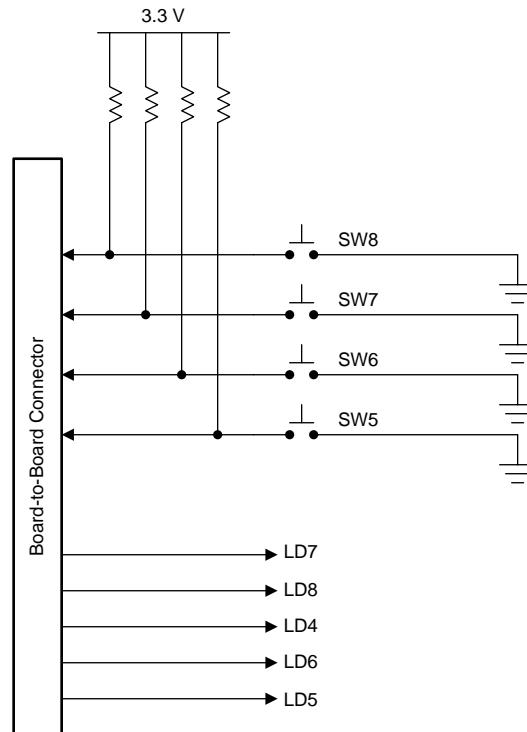 3.3 V
SW8
SW7
SW6
SW5
Board-to-Board Connector
LD7
LD8
LD4
LD6
LD5